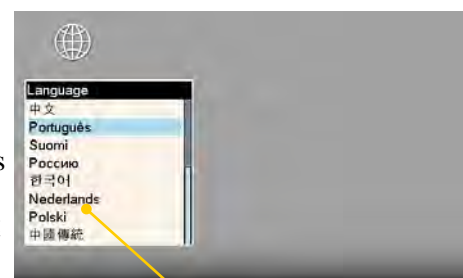 Language
中文
Português
Suomi
Россию
한국어
Nederlands
Polski
中國傳統
s